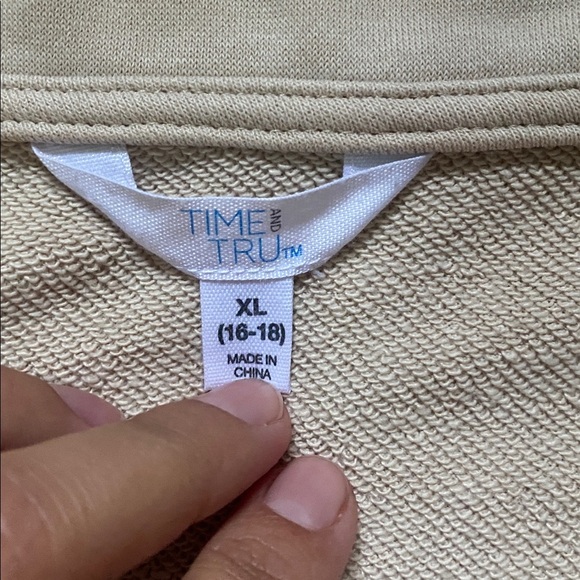 TIME AND
TRU™
XL
(16-18)
MADE IN
CHINA